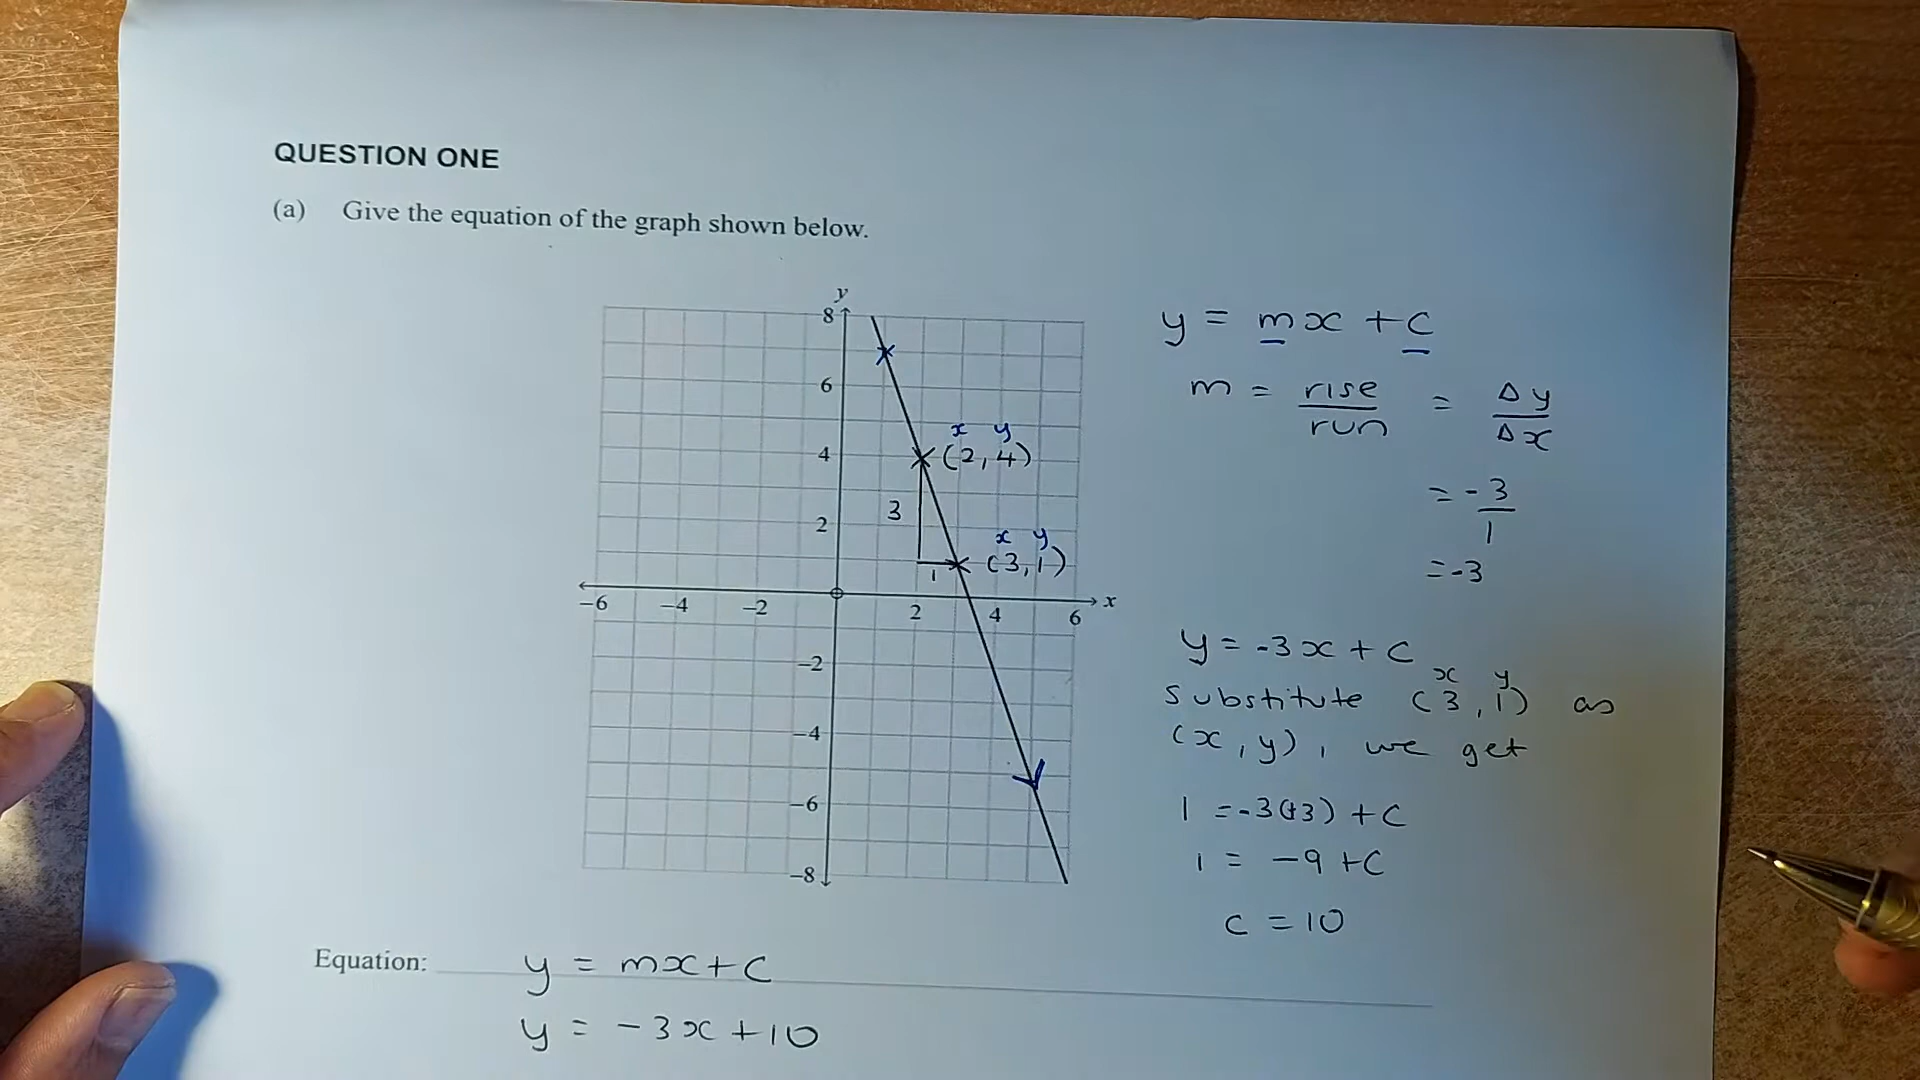 QUESTION ONE
(a) Give the equation of the graph shown below.
y
8
6
4
2
-6 -4 -2 2 4 6 x
-2
-4
-6
-8
x y
(2, 4)
3
x y
(3, 1)
1
y = mx + c
m = rise/run = Δy/Δx
= -3/1
= -3
y = -3x + c
x y
substitute (3, 1) as
(x, y), we get
1 = -3(+3) + c
1 = -9 + c
c = 10
Equation: y = mx + c
y = -3x + 10